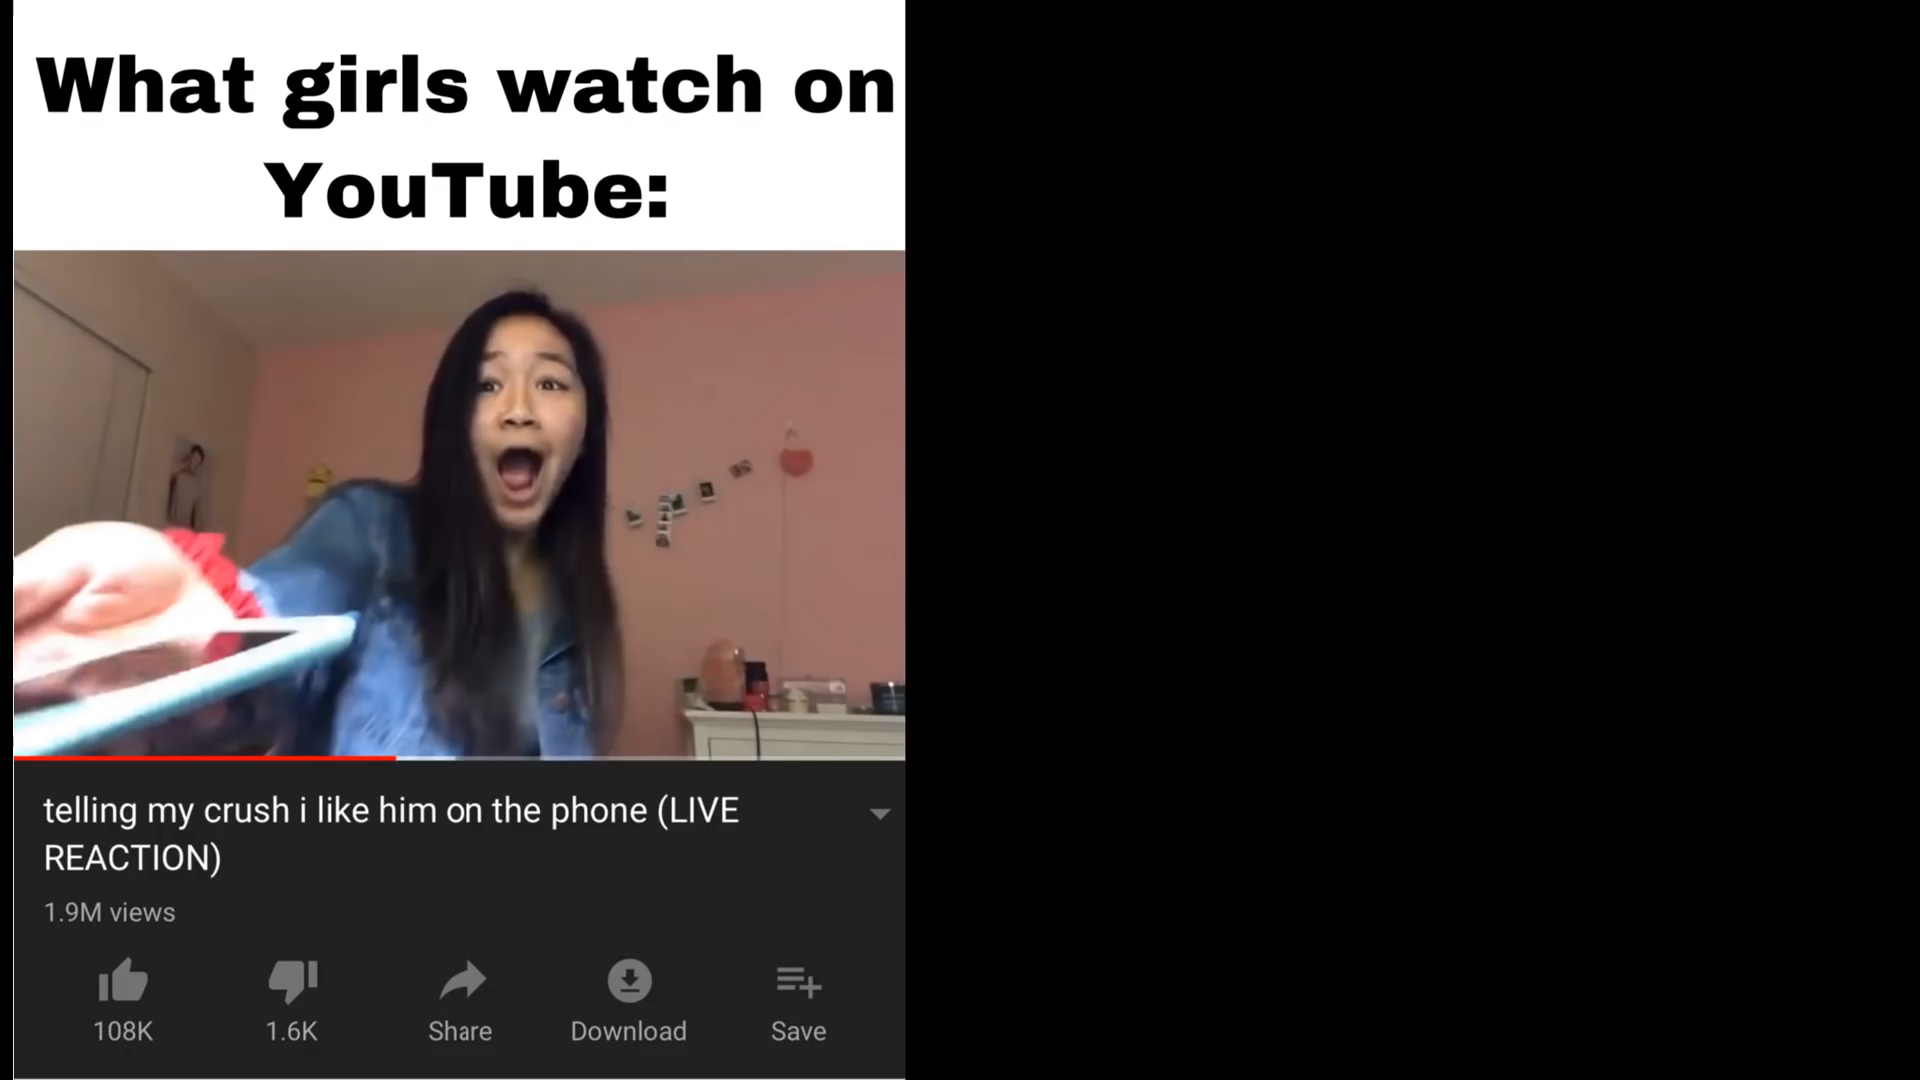 What girls watch on
YouTube:
telling my crush i like him on the phone (LIVE
REACTION)
1.9M views
108K
1.6K
Share
Download
Save